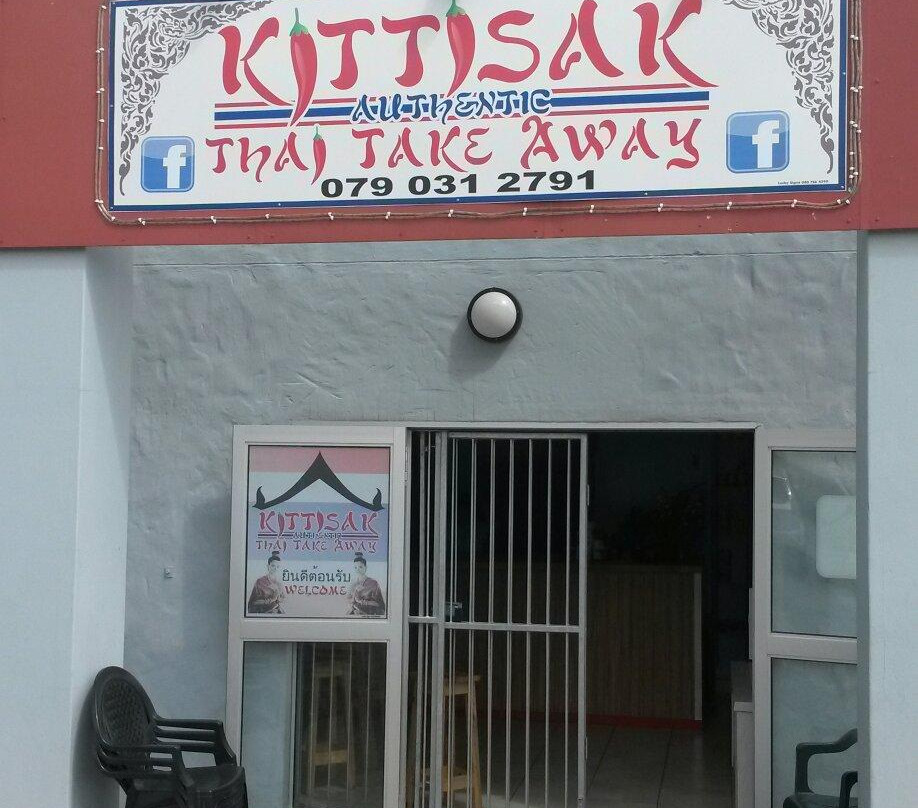 KITTISAK
AUTHENTIC
THAI TAKE AWAY
079 031 2791
f
f
KITTISAK
AUTHENTIC
THAI TAKE AWAY
ยินดีต้อนรับ
WELCOME